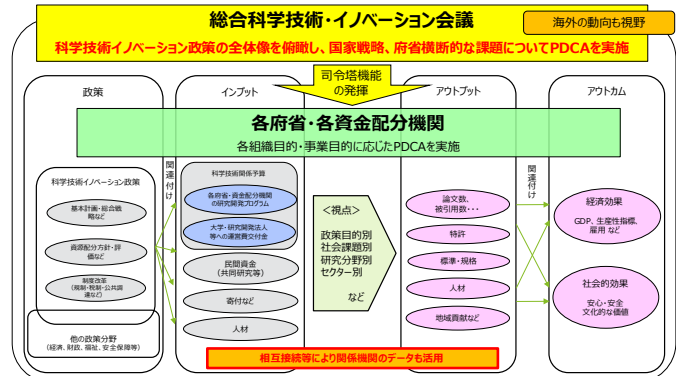 総合科学技術・イノベーション会議
海外の動向も視野
科学技術イノベーション政策の全体像を俯瞰し、国家戦略、府省横断的な課題についてPDCAを実施
司令塔機能
の発揮
政策
インプット
アウトプット
アウトカム
各府省・各資金配分機関
各組織目的・事業目的に応じたPDCAを実施
関連付け
関連付け
科学技術イノベーション政策
基本計画・総合戦
略など
資源配分方針・評
価など
制度改革
(規制・税制・公共調
達など)
他の政策分野
(経済、財政、福祉、安全保障等)
科学技術関係予算
各府省・資金配分機関
の研究開発プログラム
大学・研究開発法人
等への運営費交付金
民間資金
(共同研究等)
寄付など
人材
<視点>
政策目的別
社会課題別
研究分野別
セクター別
など
論文数、
被引用数・・・
特許
標準・規格
人材
地域貢献など
経済効果
GDP、生産性指標、
雇用 など
社会的効果
安心・安全
文化的な価値
相互接続等により関係機関のデータも活用